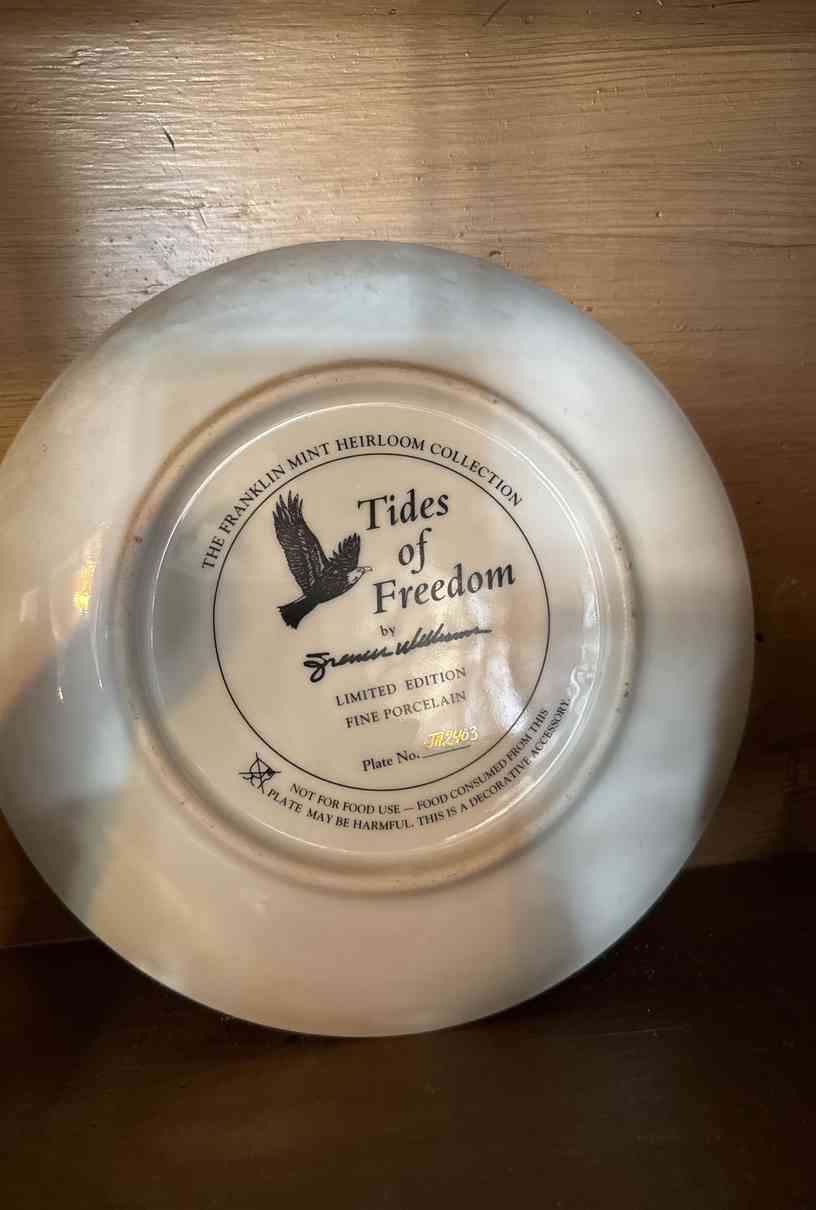 THE FRANKLIN MINT HEIRLOOM COLLECTION
Tides
of
Freedom
by
LIMITED EDITION
FINE PORCELAIN
Plate No.
NOT FOR FOOD USE — FOOD CONSUMED FROM THIS
PLATE MAY BE HARMFUL. THIS IS A DECORATIVE ACCESSORY.